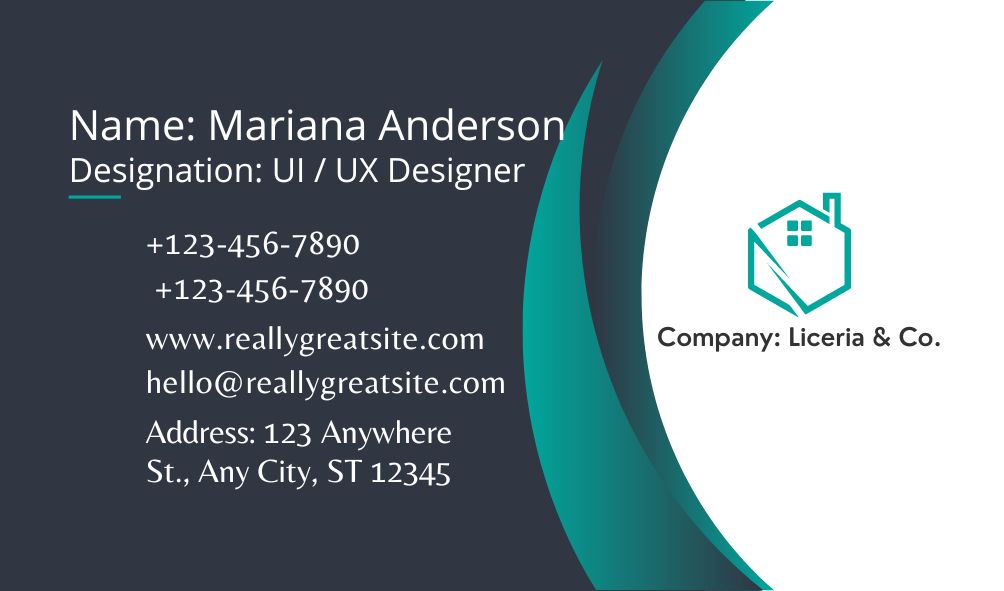 Name: Mariana Anderson
Designation: UI / UX Designer
+123-456-7890
+123-456-7890
www.reallygreatsite.com
hello@reallygreatsite.com
Address: 123 Anywhere
St., Any City, ST 12345
Company: Liceria & Co.